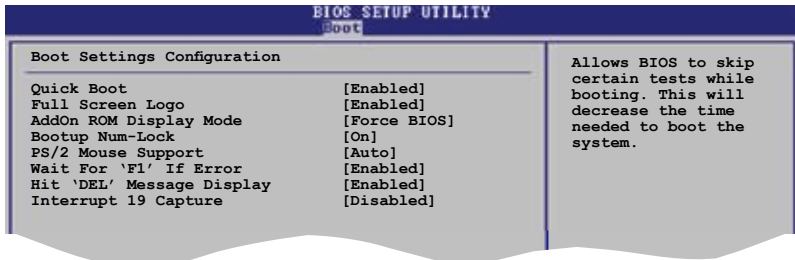 BIOS SETUP UTILITY
Boot
Boot Settings Configuration
Quick Boot [Enabled]
Full Screen Logo [Enabled]
AddOn ROM Display Mode [Force BIOS]
Bootup Num-Lock [On]
PS/2 Mouse Support [Auto]
Wait For ‘F1’ If Error [Enabled]
Hit ‘DEL’ Message Display [Enabled]
Interrupt 19 Capture [Disabled]
Allows BIOS to skip
certain tests while
booting. This will
decrease the time
needed to boot the
system.